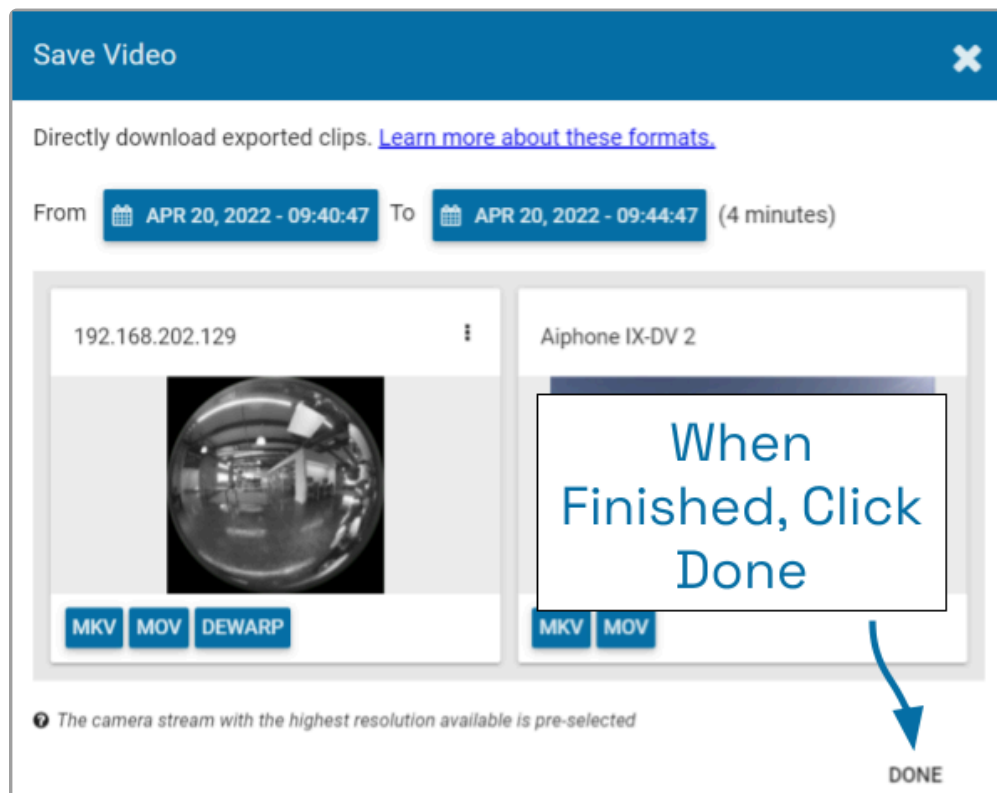 Save Video
Directly download exported clips. Learn more about these formats.
From APR 20, 2022 - 09:40:47 To APR 20, 2022 - 09:44:47 (4 minutes)
192.168.202.129
Aiphone IX-DV 2
When
Finished, Click
Done
MKV MOV DEWARP
MKV MOV
The camera stream with the highest resolution available is pre-selected
DONE